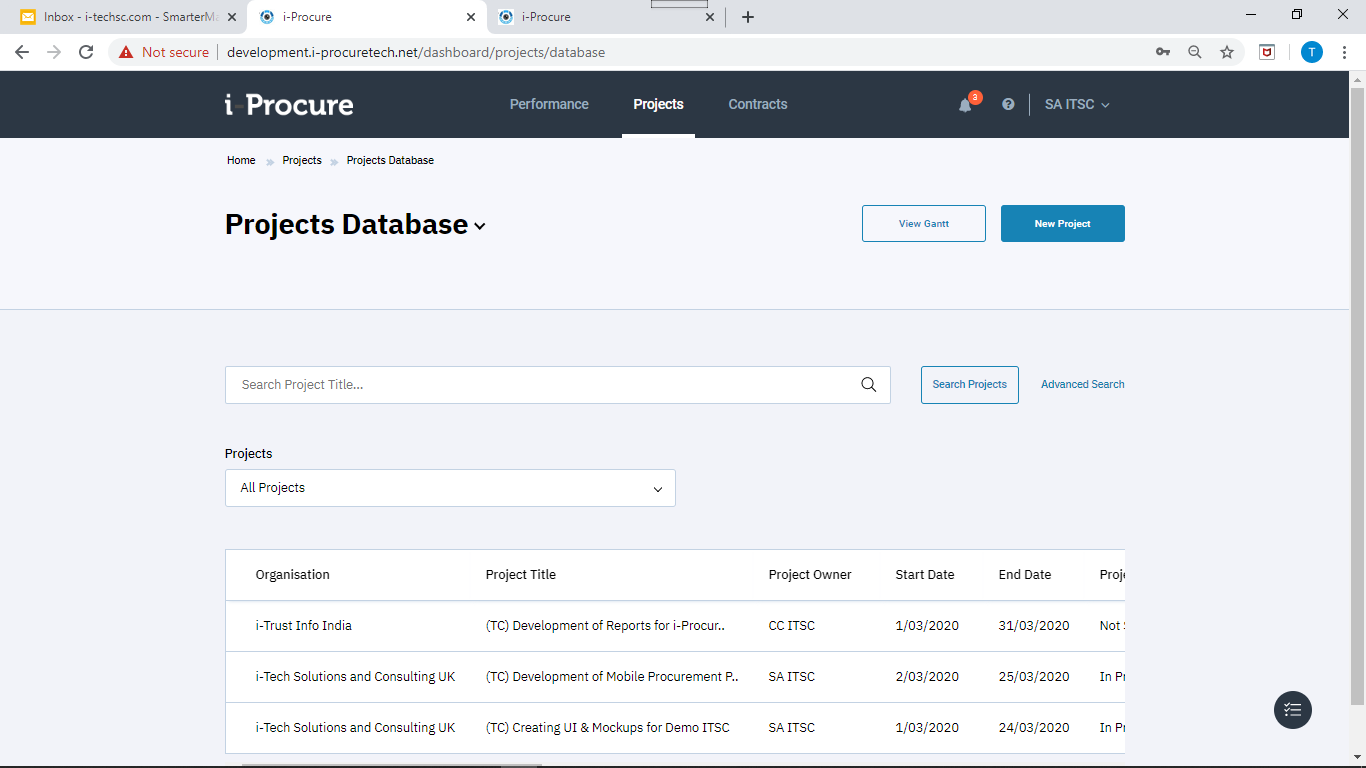 Inbox - i-techsc.com - SmarterMa
i-Procure
i-Procure
Not secure
development.i-procuretech.net/dashboard/projects/database
T
i-Procure
Performance
Projects
Contracts
3
SA ITSC
Home
Projects
Projects Database
Projects Database
View Gantt
New Project
Search Project Title...
Search Projects
Advanced Search
Projects
All Projects
Organisation Project Title Project Owner Start Date End Date Proje
i-Trust Info India (TC) Development of Reports for i-Procur.. CC ITSC 1/03/2020 31/03/2020 Not
i-Tech Solutions and Consulting UK (TC) Development of Mobile Procurement P.. SA ITSC 2/03/2020 25/03/2020 In Pr
i-Tech Solutions and Consulting UK (TC) Creating UI & Mockups for Demo ITSC SA ITSC 1/03/2020 24/03/2020 In Pr